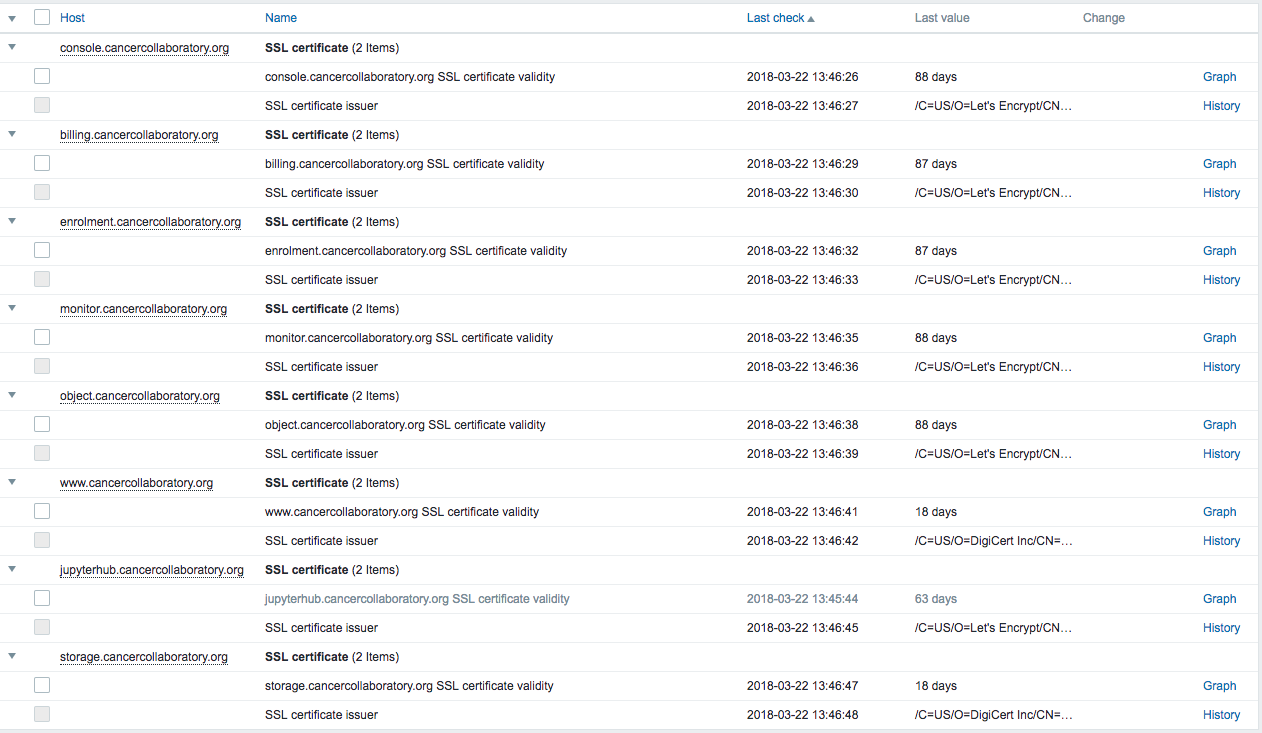 Host Name Last check Last value Change
console.cancercollaboratory.org SSL certificate (2 Items)
console.cancercollaboratory.org SSL certificate validity 2018-03-22 13:46:26 88 days Graph
SSL certificate issuer 2018-03-22 13:46:27 /C=US/O=Let's Encrypt/CN… History
billing.cancercollaboratory.org SSL certificate (2 Items)
billing.cancercollaboratory.org SSL certificate validity 2018-03-22 13:46:29 87 days Graph
SSL certificate issuer 2018-03-22 13:46:30 /C=US/O=Let's Encrypt/CN… History
enrolment.cancercollaboratory.org SSL certificate (2 Items)
enrolment.cancercollaboratory.org SSL certificate validity 2018-03-22 13:46:32 87 days Graph
SSL certificate issuer 2018-03-22 13:46:33 /C=US/O=Let's Encrypt/CN… History
monitor.cancercollaboratory.org SSL certificate (2 Items)
monitor.cancercollaboratory.org SSL certificate validity 2018-03-22 13:46:35 88 days Graph
SSL certificate issuer 2018-03-22 13:46:36 /C=US/O=Let's Encrypt/CN… History
object.cancercollaboratory.org SSL certificate (2 Items)
object.cancercollaboratory.org SSL certificate validity 2018-03-22 13:46:38 88 days Graph
SSL certificate issuer 2018-03-22 13:46:39 /C=US/O=Let's Encrypt/CN… History
www.cancercollaboratory.org SSL certificate (2 Items)
www.cancercollaboratory.org SSL certificate validity 2018-03-22 13:46:41 18 days Graph
SSL certificate issuer 2018-03-22 13:46:42 /C=US/O=DigiCert Inc/CN=… History
jupyterhub.cancercollaboratory.org SSL certificate (2 Items)
jupyterhub.cancercollaboratory.org SSL certificate validity 2018-03-22 13:45:44 63 days Graph
SSL certificate issuer 2018-03-22 13:46:45 /C=US/O=Let's Encrypt/CN… History
storage.cancercollaboratory.org SSL certificate (2 Items)
storage.cancercollaboratory.org SSL certificate validity 2018-03-22 13:46:47 18 days Graph
SSL certificate issuer 2018-03-22 13:46:48 /C=US/O=DigiCert Inc/CN=… History